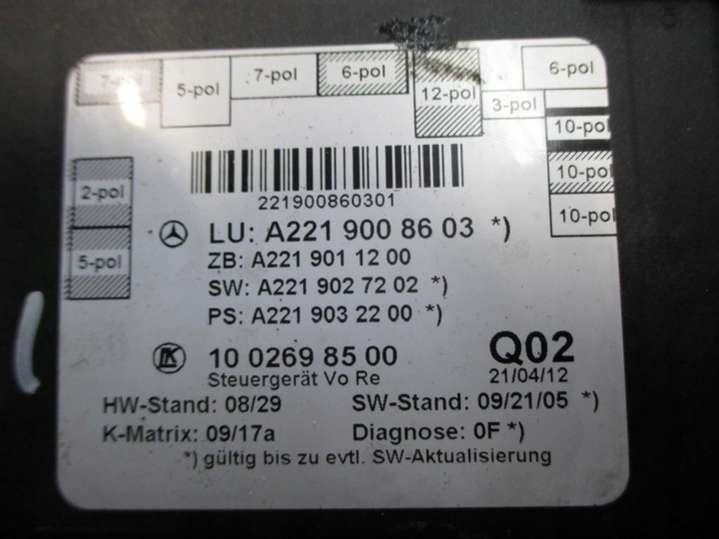 7-pol
5-pol
7-pol
6-pol
12-pol
3-pol
6-pol
10-pol
10-pol
10-pol
2-pol
5-pol
221900860301
LU: A221 900 86 03 *)
ZB: A221 901 12 00
SW: A221 902 72 02 *)
PS: A221 903 22 00 *)
10 0269 85 00
Steuergerät Vo Re
Q02
21/04/12
HW-Stand: 08/29 SW-Stand: 09/21/05 *)
K-Matrix: 09/17a Diagnose: 0F *)
*) gültig bis zu evtl. SW-Aktualisierung